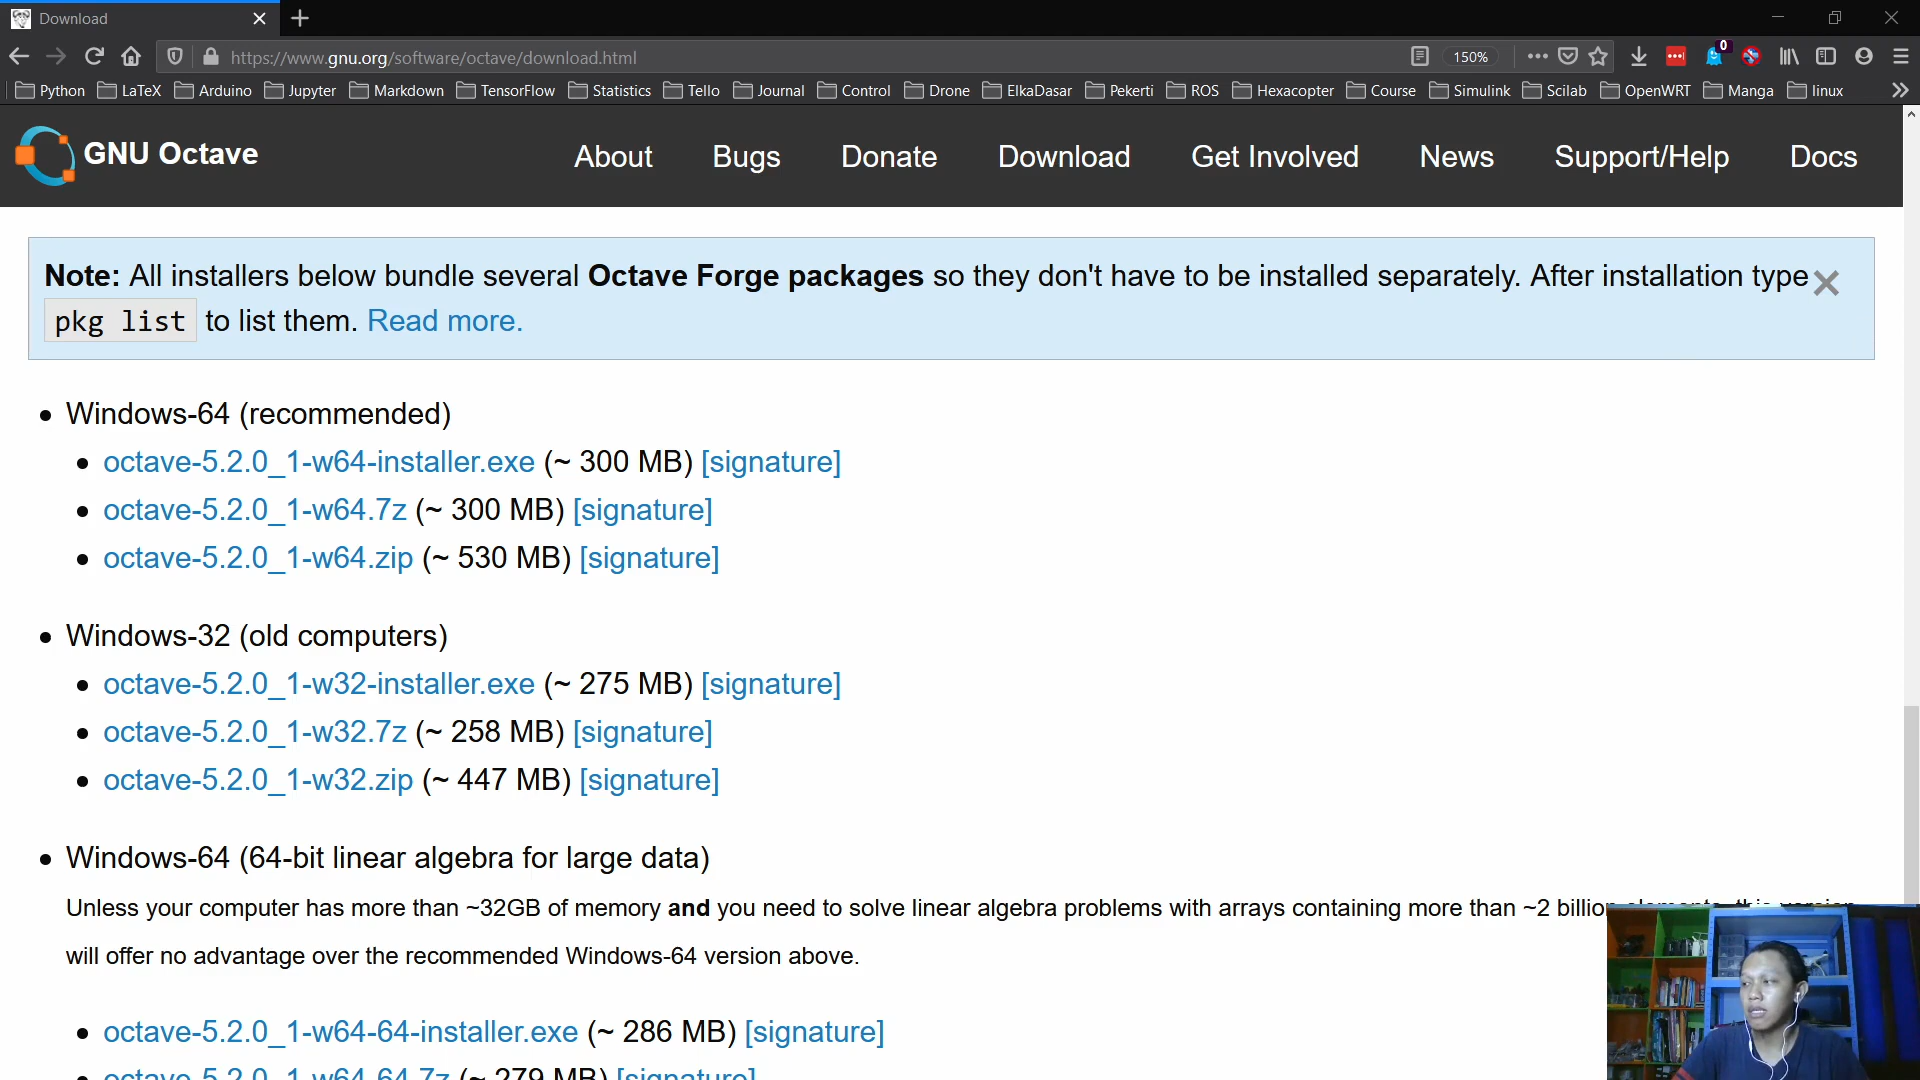 Download
https://www.gnu.org/software/octave/download.html
150%
0
Python LaTeX Arduino Jupyter Markdown TensorFlow Statistics Tello Journal Control Drone ElkaDasar Pekerti ROS Hexacopter Course Simulink Scilab OpenWRT Manga linux
GNU Octave
About Bugs Donate Download Get Involved News Support/Help Docs
Note: All installers below bundle several Octave Forge packages so they don't have to be installed separately. After installation type
pkg list to list them. Read more.
Windows-64 (recommended)
octave-5.2.0_1-w64-installer.exe (~ 300 MB) [signature]
octave-5.2.0_1-w64.7z (~ 300 MB) [signature]
octave-5.2.0_1-w64.zip (~ 530 MB) [signature]
Windows-32 (old computers)
octave-5.2.0_1-w32-installer.exe (~ 275 MB) [signature]
octave-5.2.0_1-w32.7z (~ 258 MB) [signature]
octave-5.2.0_1-w32.zip (~ 447 MB) [signature]
Windows-64 (64-bit linear algebra for large data)
Unless your computer has more than ~32GB of memory and you need to solve linear algebra problems with arrays containing more than ~2 billion
will offer no advantage over the recommended Windows-64 version above.
octave-5.2.0_1-w64-64-installer.exe (~ 286 MB) [signature]
octave-5.2.0_1-w64-64.7z (~ 279 MB) [signature]